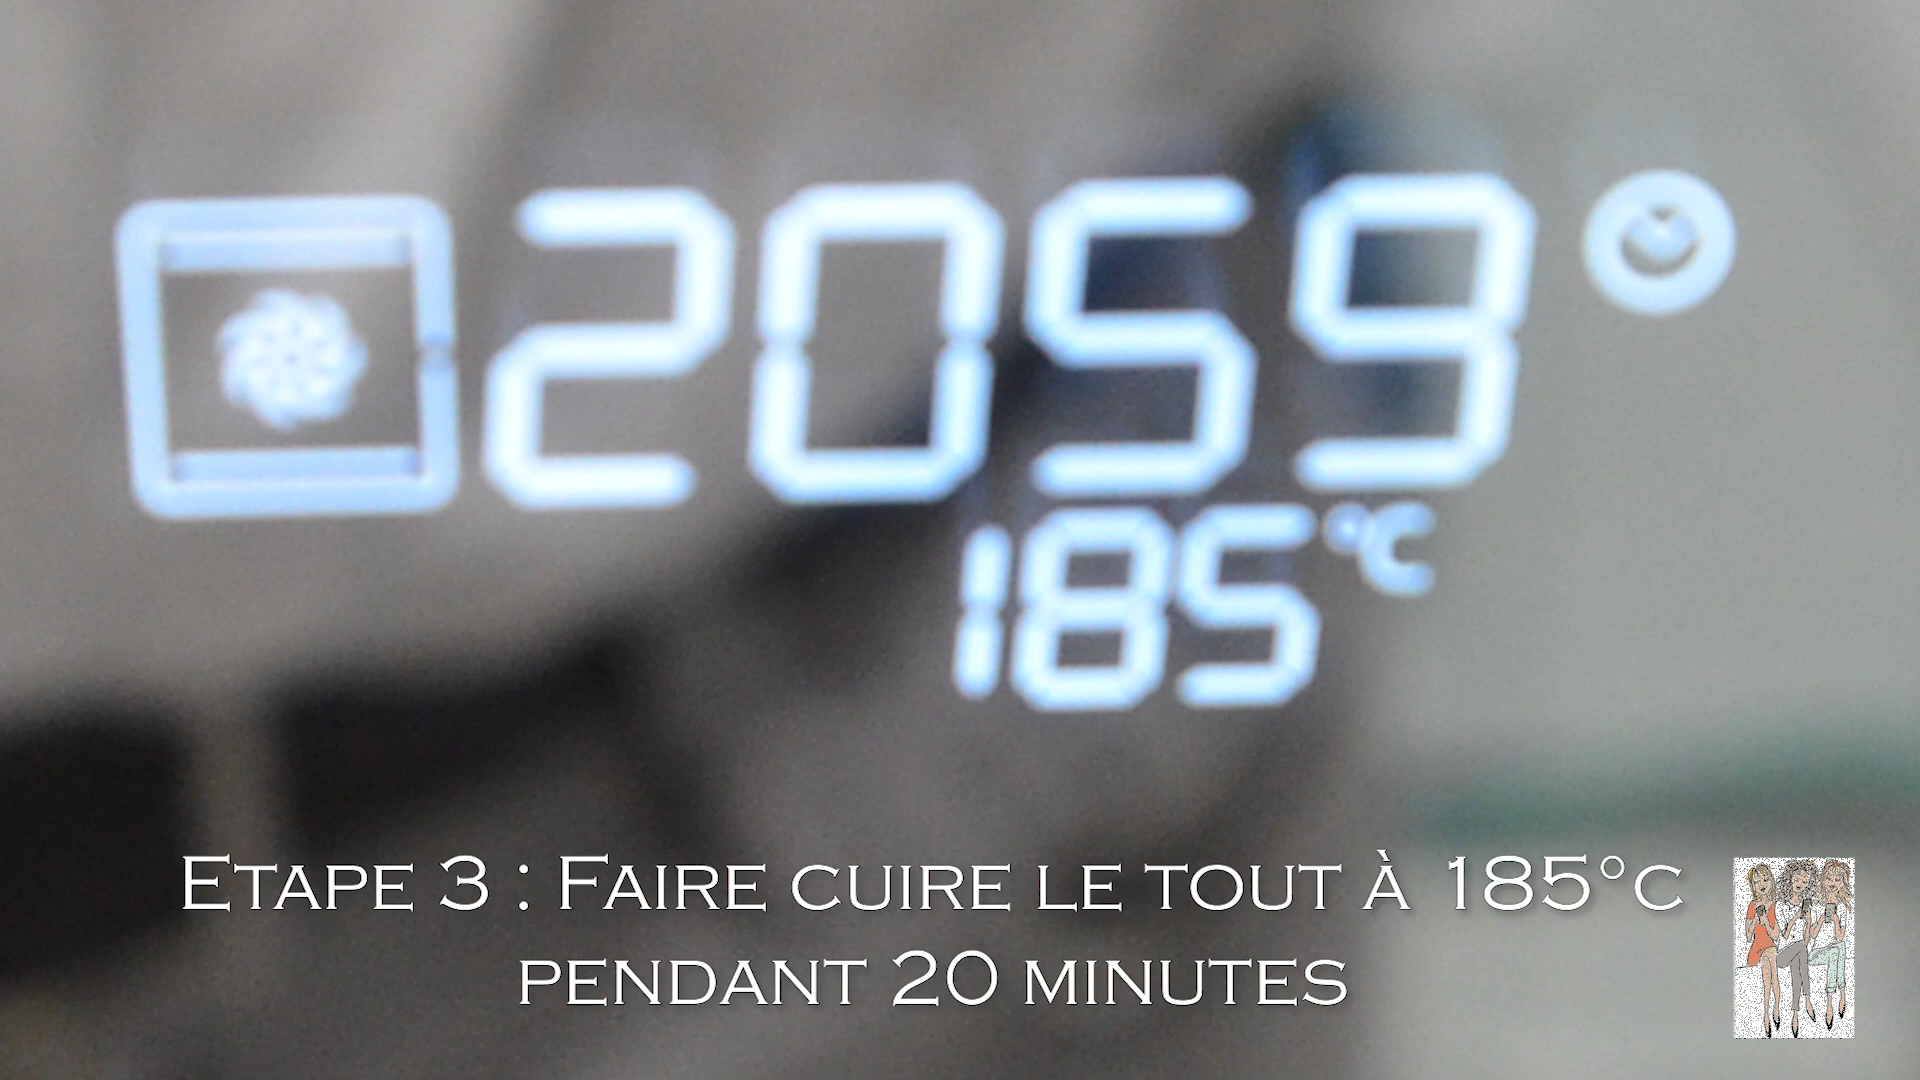 2059
185°C
ETAPE 3 : FAIRE CUIRE LE TOUT À 185°C
PENDANT 20 MINUTES